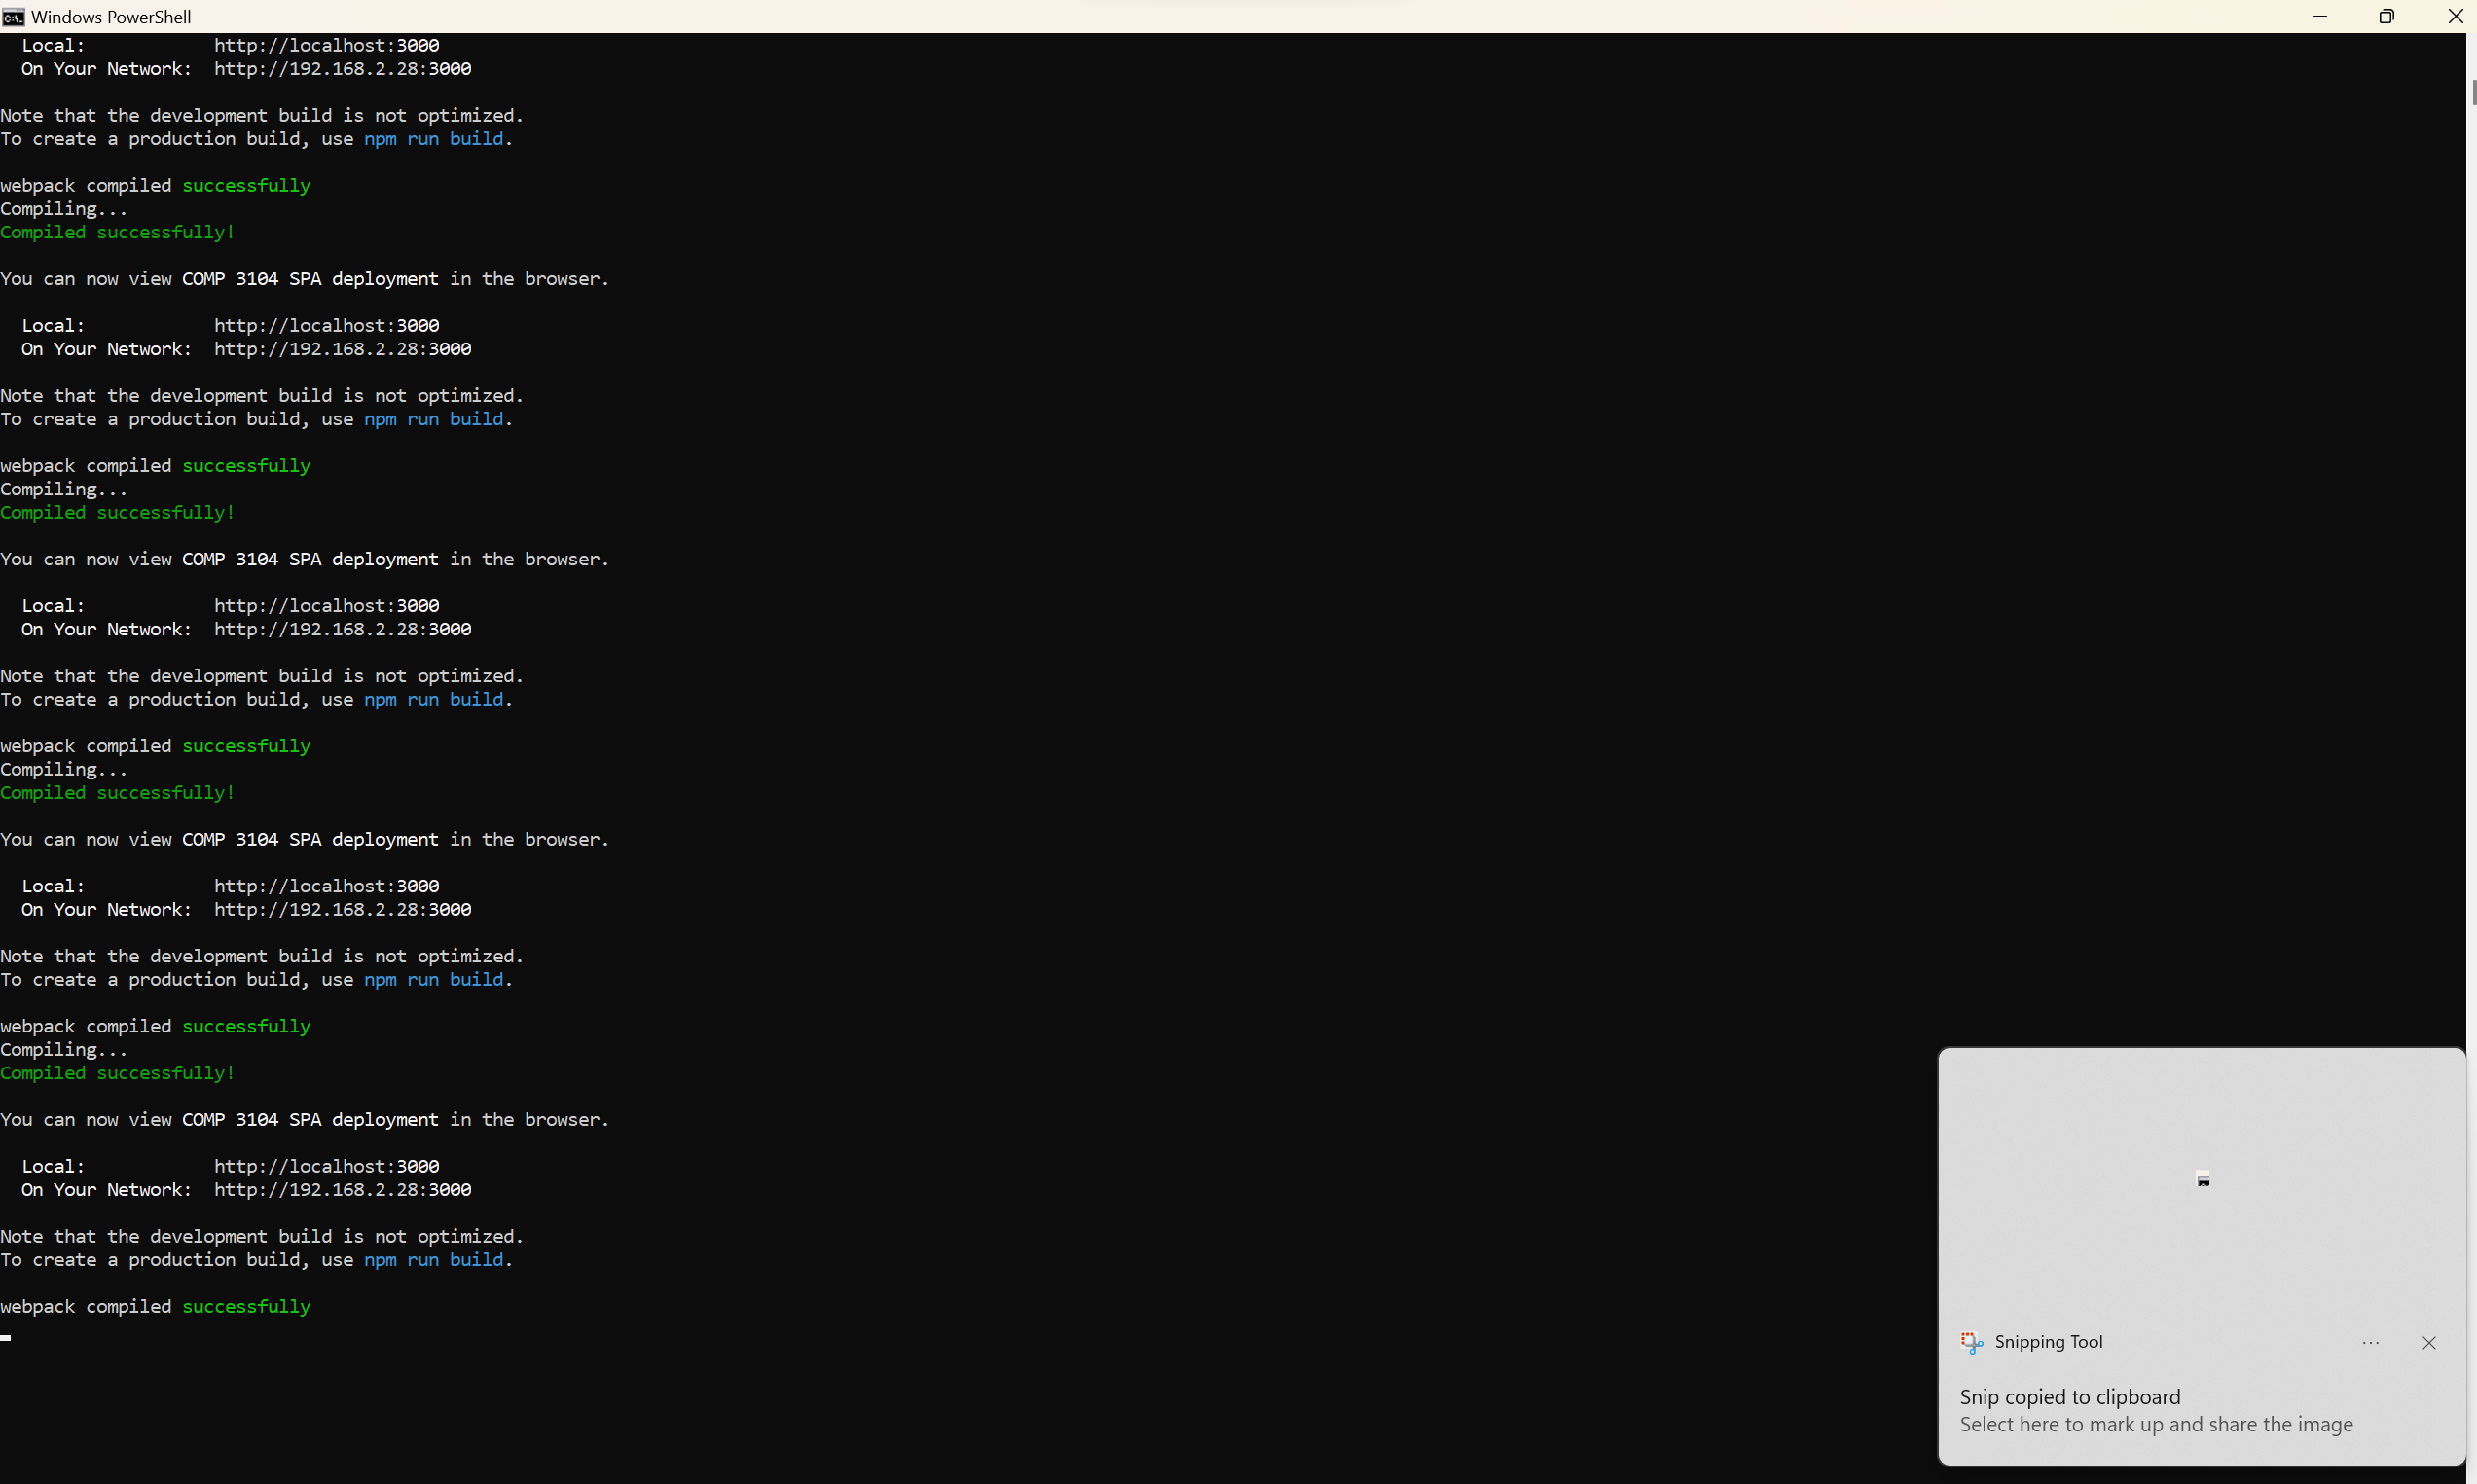 Windows PowerShell
Local: http://localhost:3000
On Your Network: http://192.168.2.28:3000
Note that the development build is not optimized.
To create a production build, use npm run build.
webpack compiled successfully
Compiling...
Compiled successfully!
You can now view COMP 3104 SPA deployment in the browser.
Local: http://localhost:3000
On Your Network: http://192.168.2.28:3000
Note that the development build is not optimized.
To create a production build, use npm run build.
webpack compiled successfully
Compiling...
Compiled successfully!
You can now view COMP 3104 SPA deployment in the browser.
Local: http://localhost:3000
On Your Network: http://192.168.2.28:3000
Note that the development build is not optimized.
To create a production build, use npm run build.
webpack compiled successfully
Compiling...
Compiled successfully!
You can now view COMP 3104 SPA deployment in the browser.
Local: http://localhost:3000
On Your Network: http://192.168.2.28:3000
Note that the development build is not optimized.
To create a production build, use npm run build.
webpack compiled successfully
Compiling...
Compiled successfully!
You can now view COMP 3104 SPA deployment in the browser.
Local: http://localhost:3000
On Your Network: http://192.168.2.28:3000
Note that the development build is not optimized.
To create a production build, use npm run build.
webpack compiled successfully
Snipping Tool
Snip copied to clipboard
Select here to mark up and share the image